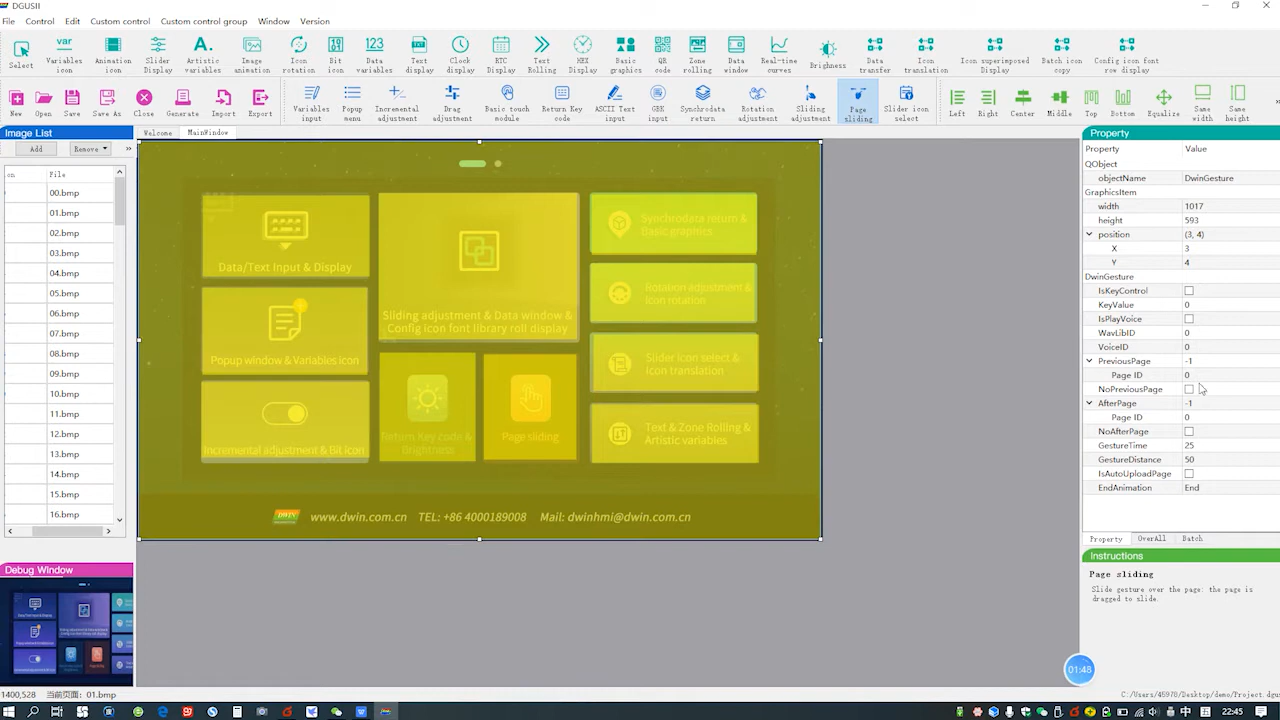 DGUSII
File Control Edit Custom control Custom control group Window Version
Select
Variables icon
Animation icon
Slider Display
Artistic variables
Image animation
Icon rotation
Bit icon
Data variables
Text display
Clock display
RTC Display
Text Rolling
HEX Display
Basic graphics
QR code
Zone rolling
Data window
Real-time curves
Brighness
Data transfer
Icon translation
Icon superimposed Display
Batch icon copy
Config icon font row display
New
Open
Save
Save As
Close
Generate
Import
Export
Variables input
Popup menu
Incremental adjustment
Drag adjustment
Basic touch module
Return Key Code
ASCII Text input
GBK input
Synchrodata return
Rotation adjustment
Sliding adjustment
Page sliding
Slider icon select
Left
Right
Center
Middle
Top
Bottom
Equalize
Same width
Same height
Image List
Add Remove »
on File
00.bmp
01.bmp
02.bmp
03.bmp
04.bmp
05.bmp
06.bmp
07.bmp
08.bmp
09.bmp
10.bmp
11.bmp
12.bmp
13.bmp
14.bmp
15.bmp
16.bmp
Debug Window
Welcome MainWindow
Data/Text Input & Display
Popup window & Variables icon
Incremental adjustment & Bit icon
Sliding adjustment & Data window &
Config icon font library roll display
Return Key code &
Brightness
Page sliding
Synchrodata return &
Basic graphics
Rotation adjustment &
Icon rotation
Slider icon select &
Icon translation
Text & Zone Rolling &
Artistic variables
DWIN www.dwin.com.cn TEL: +86 4000189008 Mail: dwinhmi@dwin.com.cn
Property
Property Value
QObject
objectName DwinGesture
GraphicsItem
width 1017
height 593
position (3, 4)
X 3
Y 4
DwinGesture
IsKeyControl
KeyValue 0
IsPlayVoice
WavLibID 0
VoiceID 0
PreviousPage -1
Page ID 0
NoPreviousPage
AfterPage -1
Page ID 0
NoAfterPage
GestureTime 25
GestureDistance 50
IsAutoUploadPage
EndAnimation End
Property OverAll Batch
Instructions
Page sliding
Slide gesture over the page: the page is
dragged to slide.
01:48
1400,528 当前页面: 01.bmp
C:/Users/45978/Desktop/demo/Project.dgus
中
22:45